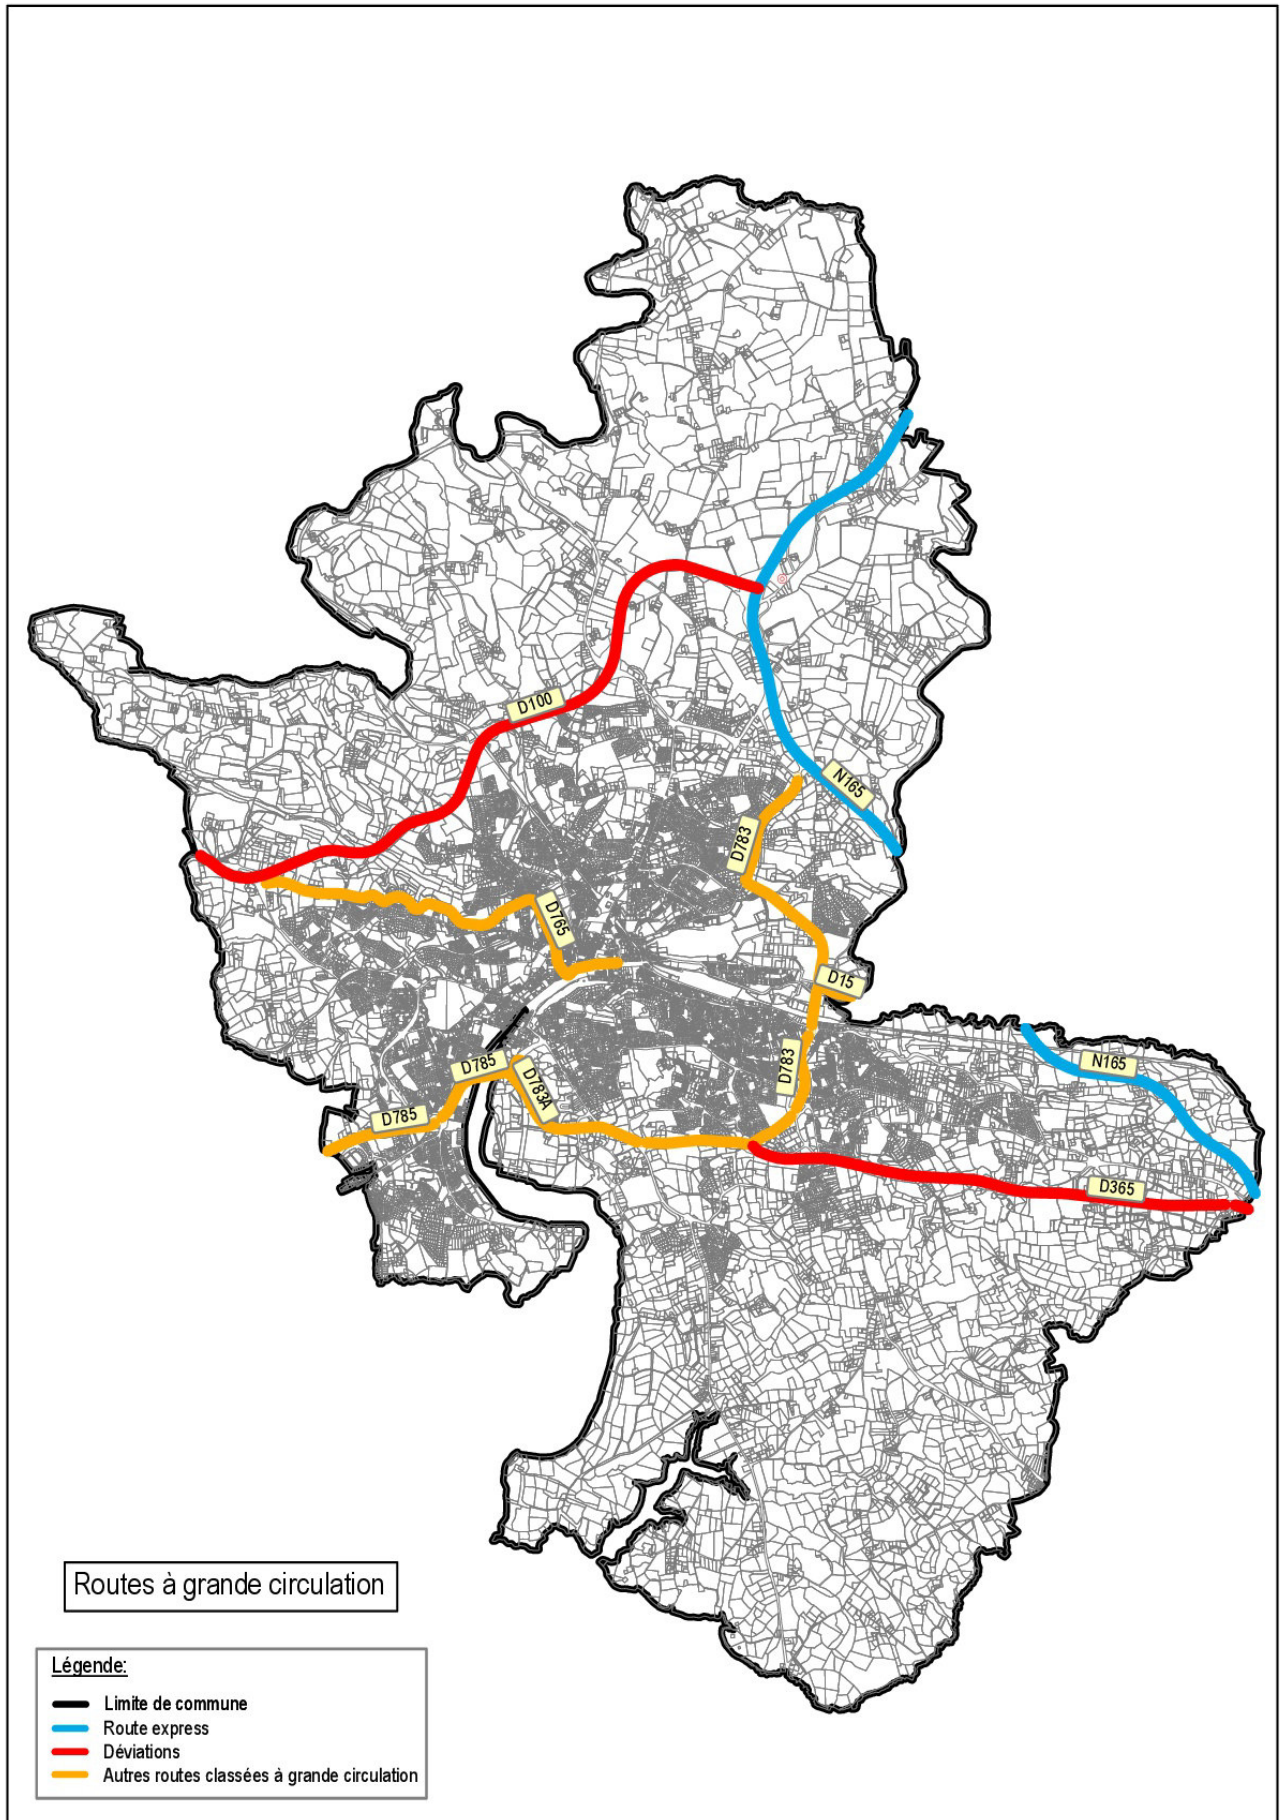 D100
N165
D783
D765
D15
D783
N165
D785
D783A
D785
D365
Routes à grande circulation
Légende:
Limite de commune
Route express
Déviations
Autres routes classées à grande circulation